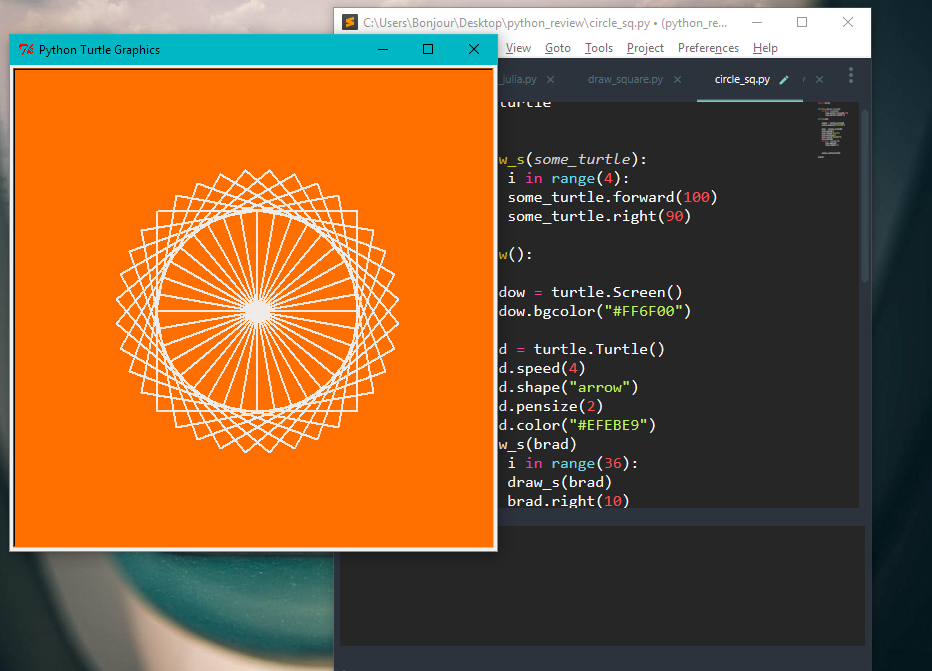 C:\Users\Bonjour\Desktop\python_review\circle_sq.py • (python_re...
Python Turtle Graphics
View Goto Tools Project Preferences Help
_julia.py draw_square.py circle_sq.py
turtle
w_s(some_turtle):
i in range(4):
some_turtle.forward(100)
some_turtle.right(90)
w():
dow = turtle.Screen()
dow.bgcolor("#FF6F00")
d = turtle.Turtle()
d.speed(4)
d.shape("arrow")
d.pensize(2)
d.color("#EFEBE9")
w_s(brad)
i in range(36):
draw_s(brad)
brad.right(10)